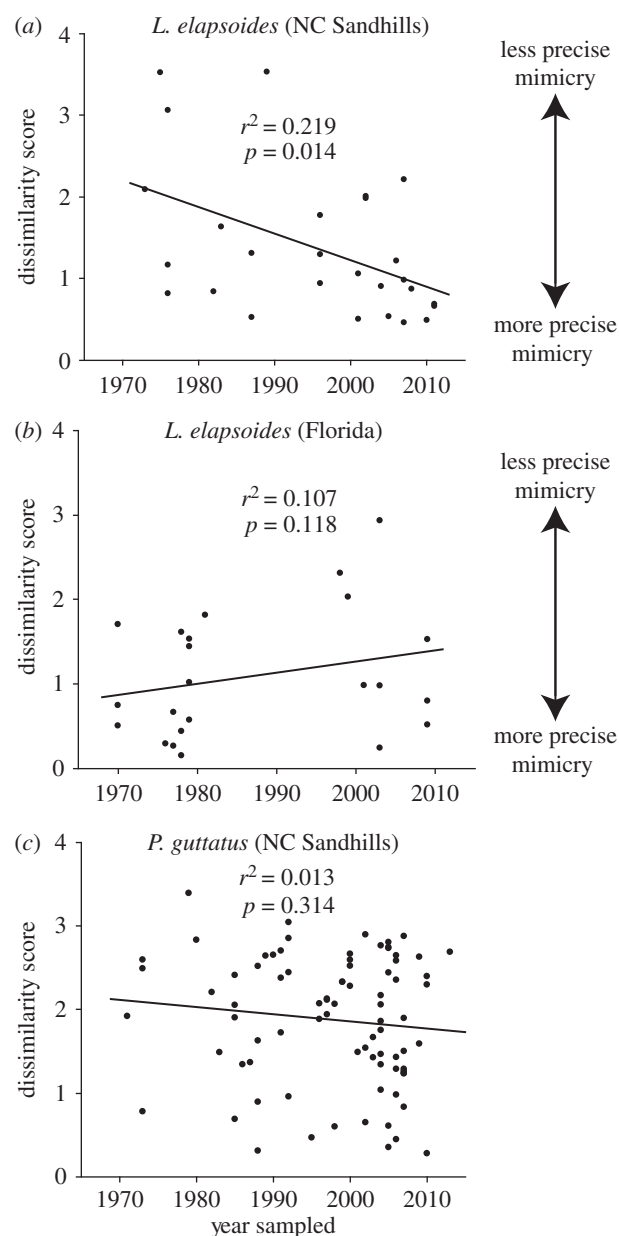 (a) L. elapsoides (NC Sandhills)
4
3
2
1
0
dissimilarity score
r² = 0.219
p = 0.014
1970 1980 1990 2000 2010
less precise
mimicry
more precise
mimicry
(b) L. elapsoides (Florida)
4
3
2
1
0
dissimilarity score
r² = 0.107
p = 0.118
1970 1980 1990 2000 2010
less precise
mimicry
more precise
mimicry
(c) P. guttatus (NC Sandhills)
4
3
2
1
0
dissimilarity score
r² = 0.013
p = 0.314
1970 1980 1990 2000 2010
year sampled